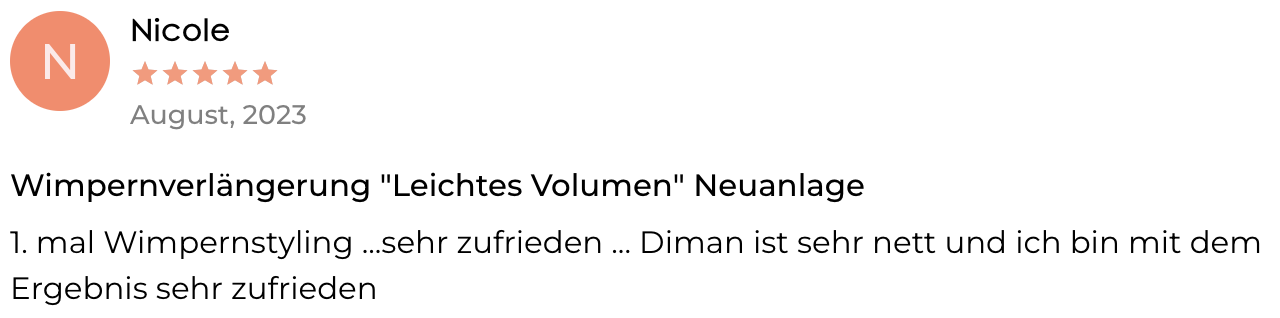 N
Nicole
August, 2023
Wimpernverlängerung "Leichtes Volumen" Neuanlage
1. mal Wimpernstyling ...sehr zufrieden ... Diman ist sehr nett und ich bin mit dem
Ergebnis sehr zufrieden